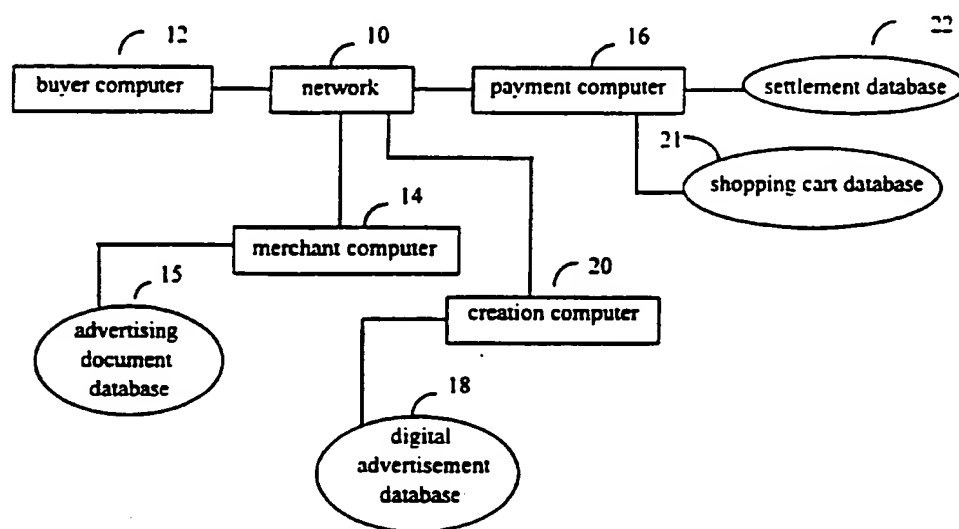 12
10
16
22
buyer computer
network
payment computer
settlement database
21
shopping cart database
14
merchant computer
15
advertising
document
database
20
creation computer
18
digital
advertisement
database